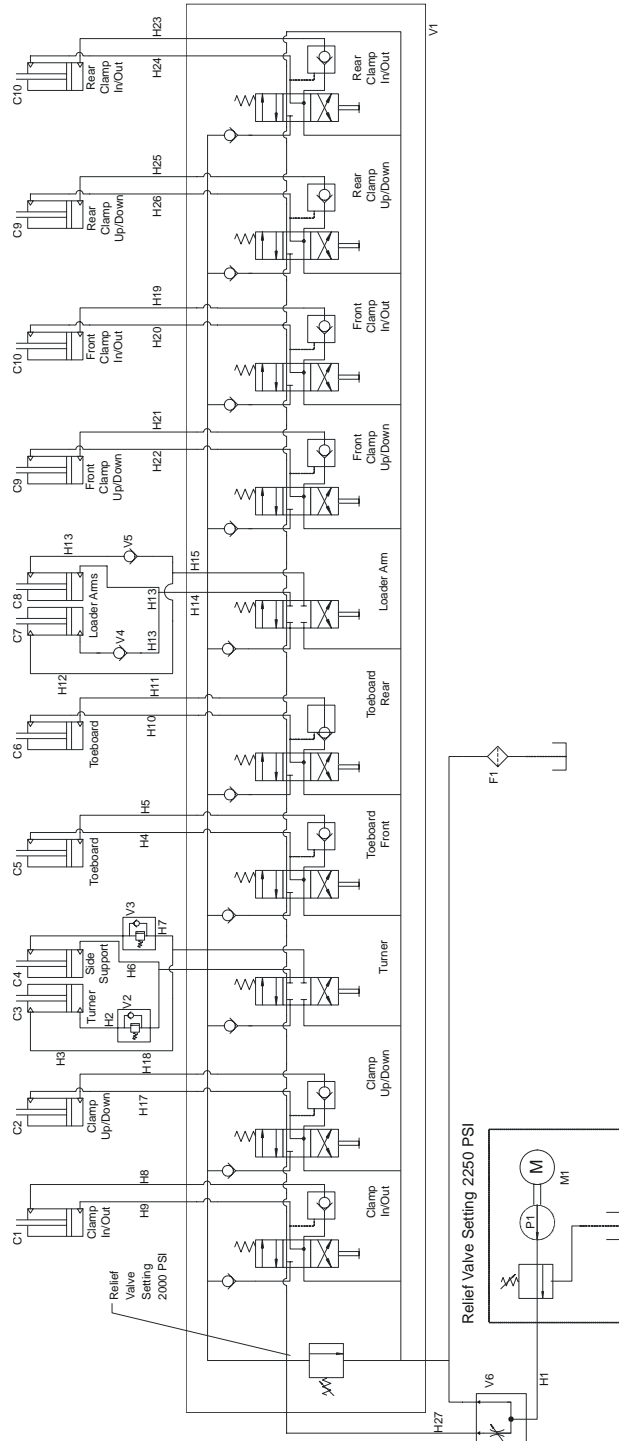 C1
Clamp
In/Out
H8
H9
C2
Clamp
Up/Down
H17
H18
C3
Turner
H3
H2
V2
C4
Side
Support
H6
V3
H7
C5
Toeboard
H4
H5
C6
Toeboard
H10
H11
C7
C8
Loader Arms
H12
V4
H13
H13
H13
V5
H14
H15
C9
Front
Clamp
Up/Down
H22
H21
C10
Front
Clamp
In/Out
H20
H19
C9
Rear
Clamp
Up/Down
H26
H25
C10
Rear
Clamp
In/Out
H24
H23
Relief
Valve
Setting
2000 PSI
Clamp
In/Out
Clamp
Up/Down
Turner
Toeboard
Front
Toeboard
Rear
Loader Arm
Front
Clamp
Up/Down
Front
Clamp
In/Out
Rear
Clamp
Up/Down
Rear
Clamp
In/Out
V1
H27
V6
H1
Relief Valve Setting 2250 PSI
P1
M
M1
F1